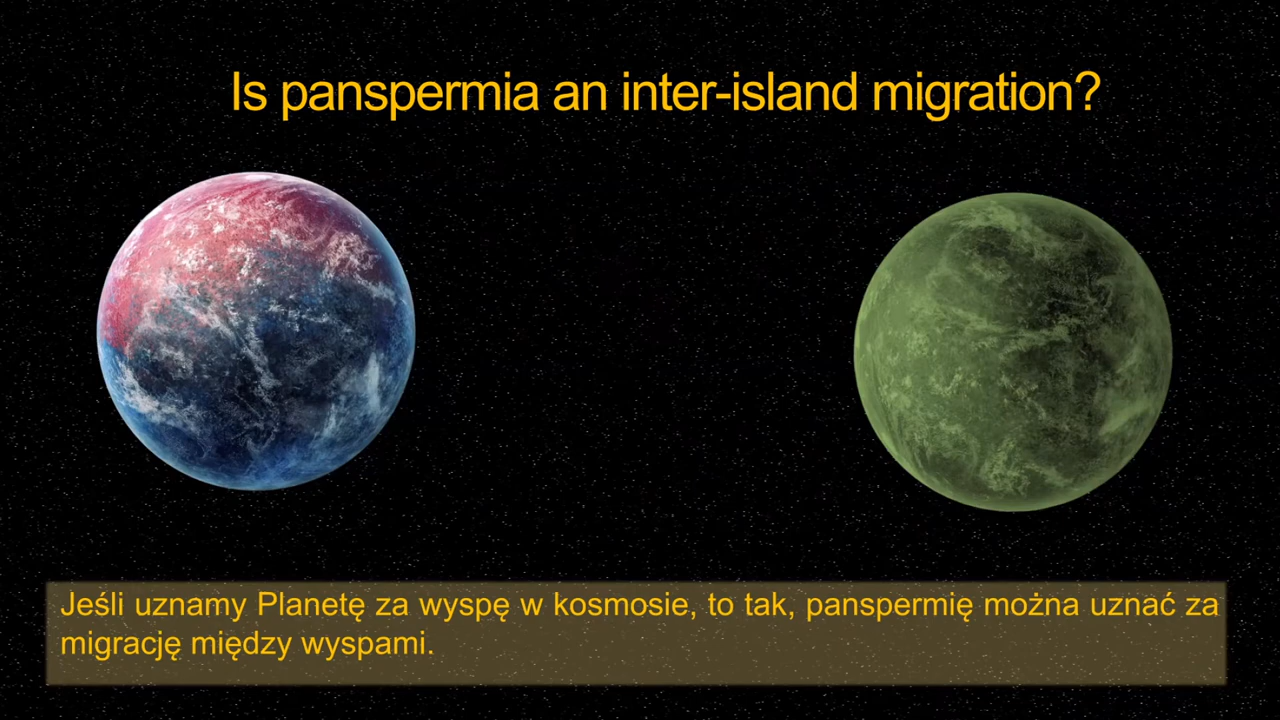 Is panspermia an inter-island migration?
Jeśli uznamy Planetę za wyspę w kosmosie, to tak, panspermię można uznać za
migrację między wyspami.